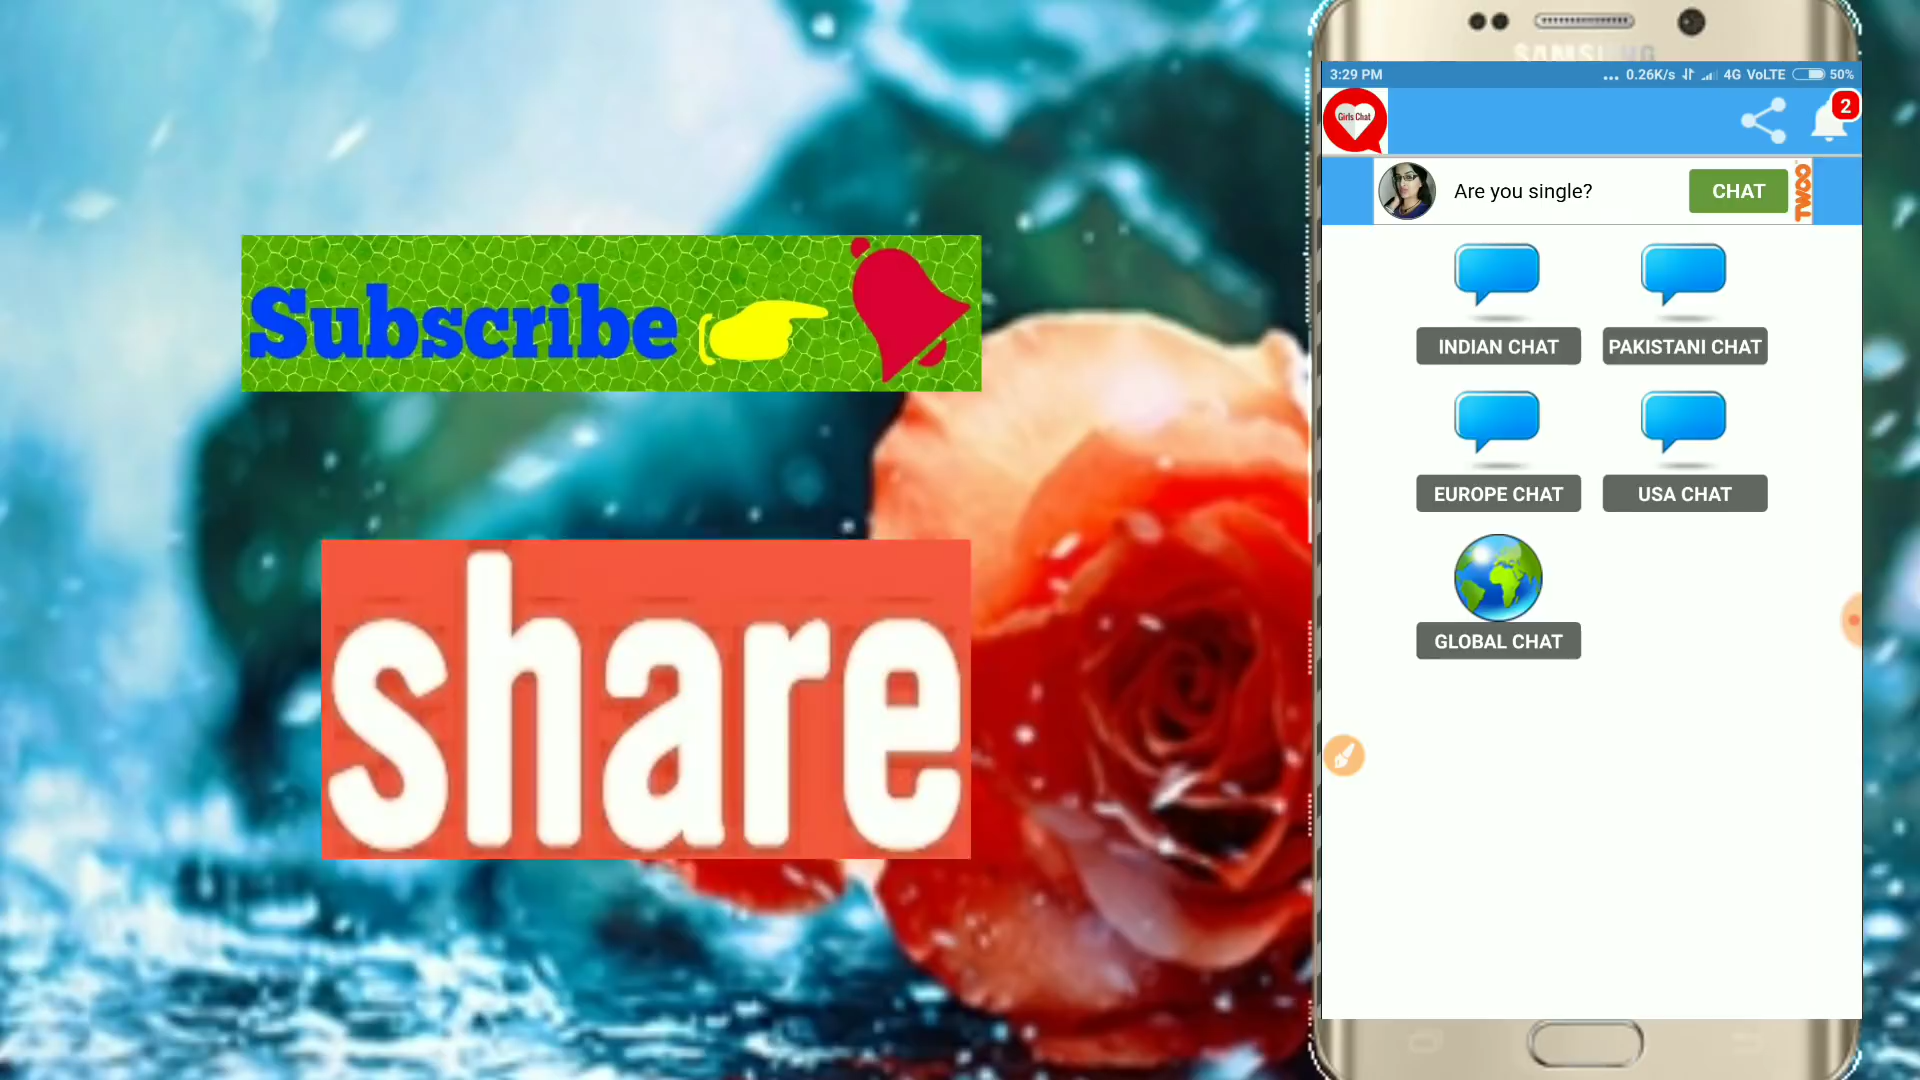 Subscribe
share
SAMSUNG
3:29 PM
... 0.26K/s 4G VoLTE 50%
Girls Chat
2
Are you single?
CHAT
TWOO
INDIAN CHAT
PAKISTANI CHAT
EUROPE CHAT
USA CHAT
GLOBAL CHAT